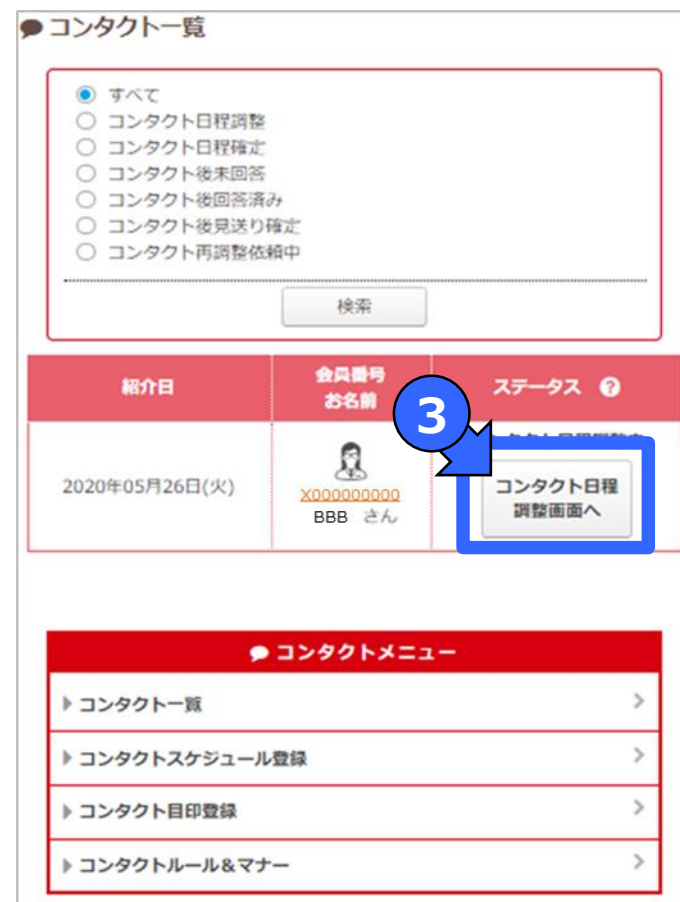 コンタクト一覧
すべて
コンタクト日程調整
コンタクト日程確定
コンタクト後未回答
コンタクト後回答済み
コンタクト後見送り確定
コンタクト再調整依頼中
検索
紹介日
会員番号
お名前
ステータス ?
3
2020年05月26日(火)
X000000000
BBB さん
コンタクト日程
調整画面へ
コンタクトメニュー
コンタクト一覧
コンタクトスケジュール登録
コンタクト目印登録
コンタクトルール&マナー